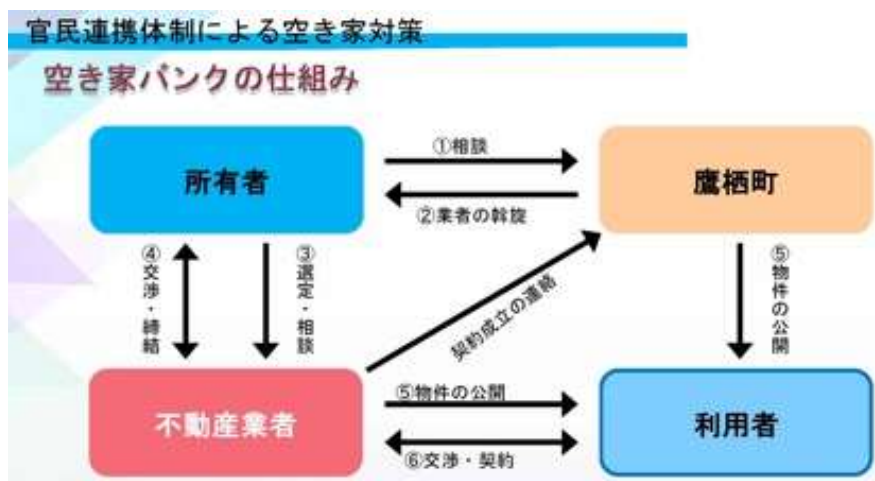 官民連携体制による空き家対策
空き家バンクの仕組み
所有者
①相談
鷹栖町
②業者の斡旋
④交渉・締結
③選定・相談
契約成立の連絡
⑤物件の公開
不動産業者
⑤物件の公開
利用者
⑥交渉・契約